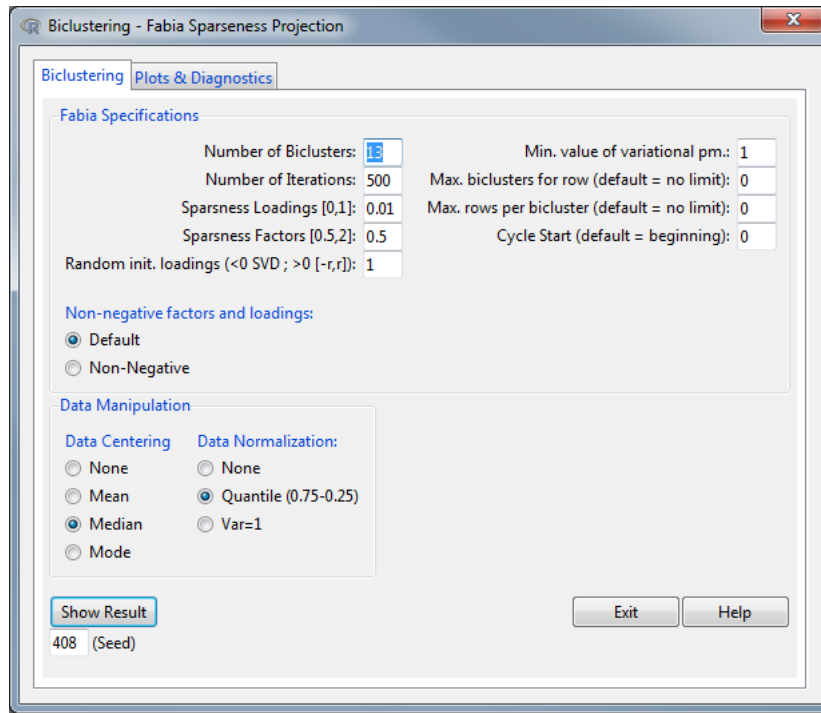 Biclustering - Fabia Sparseness Projection
Biclustering Plots & Diagnostics
Fabia Specifications
Number of Biclusters: 13
Number of Iterations: 500
Sparsness Loadings [0,1]: 0.01
Sparsness Factors [0.5,2]: 0.5
Random init. loadings (<0 SVD ; >0 [-r,r]): 1
Min. value of variational pm.: 1
Max. biclusters for row (default = no limit): 0
Max. rows per bicluster (default = no limit): 0
Cycle Start (default = beginning): 0
Non-negative factors and loadings:
Default
Non-Negative
Data Manipulation
Data Centering
None
Mean
Median
Mode
Data Normalization:
None
Quantile (0.75-0.25)
Var=1
Show Result
Exit
Help
408 (Seed)